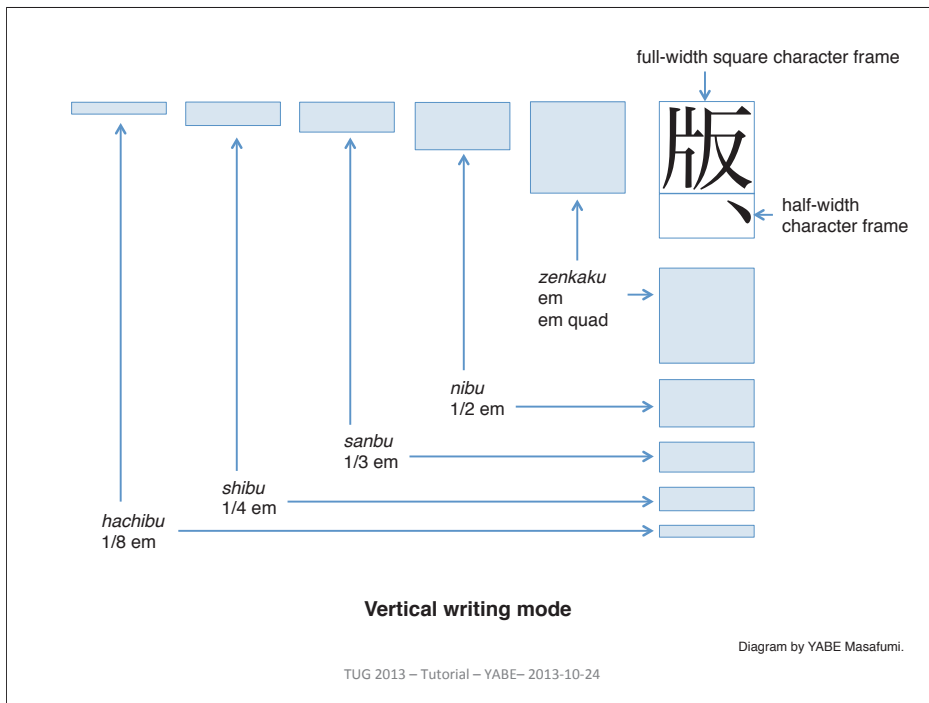 full-width square character frame
版
、
half-width
character frame
zenkaku
em
em quad
nibu
1/2 em
sanbu
1/3 em
shibu
1/4 em
hachibu
1/8 em
Vertical writing mode
Diagram by YABE Masafumi.
TUG 2013 – Tutorial – YABE– 2013-10-24